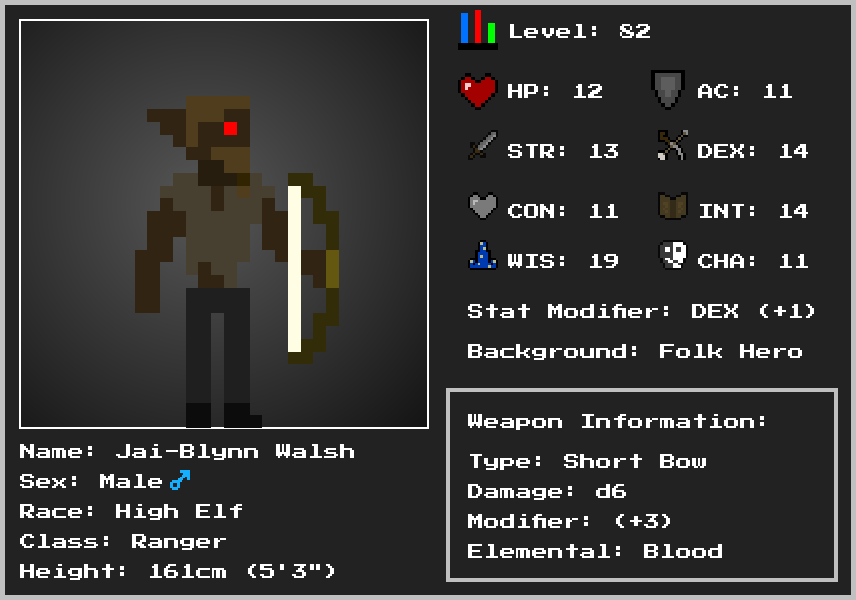 Level: 82
HP: 12 AC: 11
STR: 13 DEX: 14
CON: 11 INT: 14
WIS: 19 CHA: 11
Stat Modifier: DEX (+1)
Background: Folk Hero
Weapon Information:
Type: Short Bow
Damage: d6
Modifier: (+3)
Elemental: Blood
Name: Jai-Blynn Walsh
Sex: Male ♂
Race: High Elf
Class: Ranger
Height: 161cm (5'3")